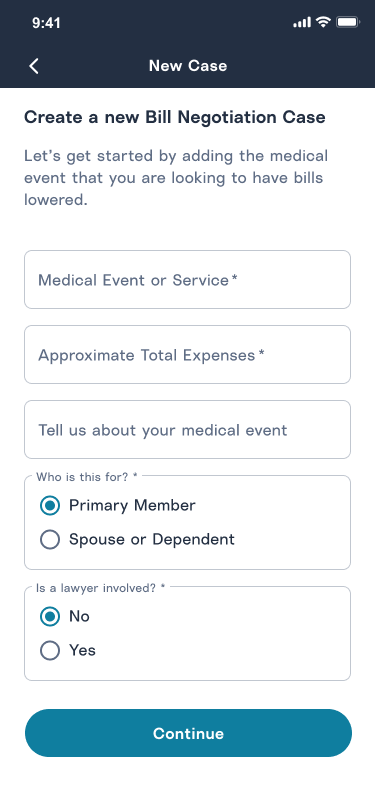 9:41
New Case
Create a new Bill Negotiation Case
Let’s get started by adding the medical
event that you are looking to have bills
lowered.
Medical Event or Service*
Approximate Total Expenses*
Tell us about your medical event
Who is this for? *
Primary Member
Spouse or Dependent
Is a lawyer involved? *
No
Yes
Continue